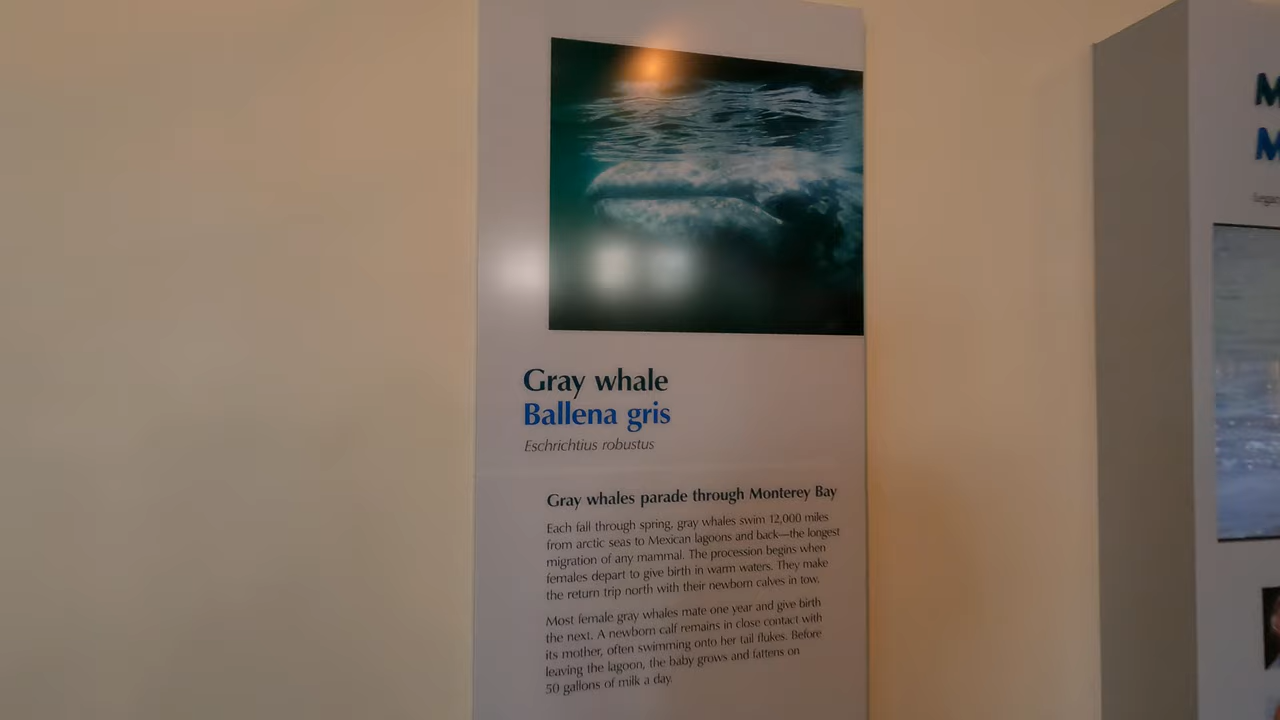 Gray whale
Ballena gris
Eschrichtius robustus
Gray whales parade through Monterey Bay
Each fall through spring, gray whales swim 12,000 miles
from arctic seas to Mexican lagoons and back—the longest
migration of any mammal. The procession begins when
females depart to give birth in warm waters. They make
the return trip north with their newborn calves in tow.
Most female gray whales mate one year and give birth
the next. A newborn calf remains in close contact with
its mother, often swimming onto her tail flukes. Before
leaving the lagoon, the baby grows and fattens on
50 gallons of milk a day.
M
M